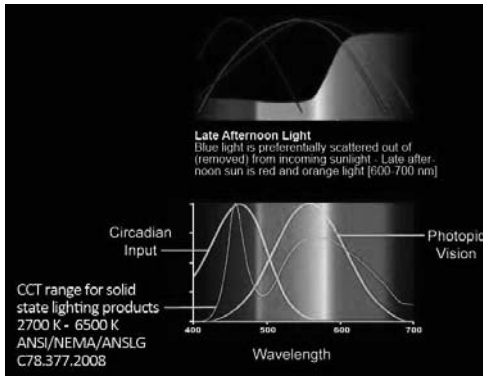 Late Afternoon Light
Blue light is preferentially scattered out of
(removed) from incoming sunlight - Late after-
noon sun is red and orange light [600-700 nm]
Circadian
Input
Photopic
Vision
CCT range for solid
state lighting products
2700 K - 6500 K
ANSI/NEMA/ANSLG
C78.377.2008
400 500 600 700
Wavelength